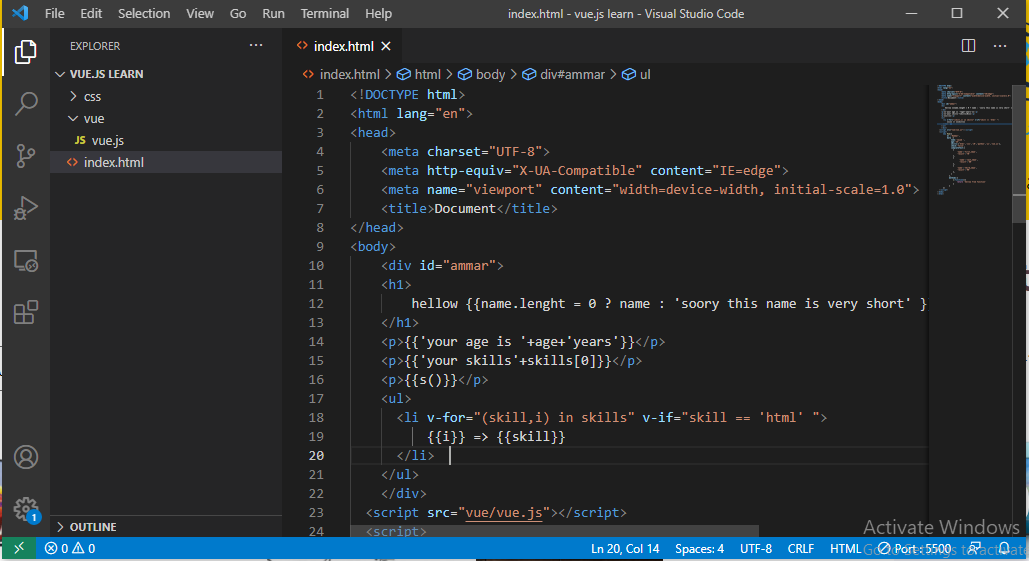 File Edit Selection View Go Run Terminal Help index.html - vue.js learn - Visual Studio Code
EXPLORER
VUE.JS LEARN
css
vue
JS vue.js
index.html
OUTLINE
index.html
index.html > html > body > div#ammar > ul
1 <!DOCTYPE html>
2 <html lang="en">
3 <head>
4 <meta charset="UTF-8">
5 <meta http-equiv="X-UA-Compatible" content="IE=edge">
6 <meta name="viewport" content="width=device-width, initial-scale=1.0">
7 <title>Document</title>
8 </head>
9 <body>
10 <div id="ammar">
11 <h1>
12 hellow {{name.lenght = 0 ? name : 'soory this name is very short' }
13 </h1>
14 <p>{{'your age is '+age+'years'}}</p>
15 <p>{{'your skills'+skills[0]}}</p>
16 <p>{{s()}}</p>
17 <ul>
18 <li v-for="(skill,i) in skills" v-if="skill == 'html' ">
19 {{i}} => {{skill}}
20 </li>
21 </ul>
22 </div>
23 <script src="vue/vue.js"></script>
24 <script>
Activate Windows
Go to Settings to activate
1
0 0 Ln 20, Col 14 Spaces: 4 UTF-8 CRLF HTML Port : 5500